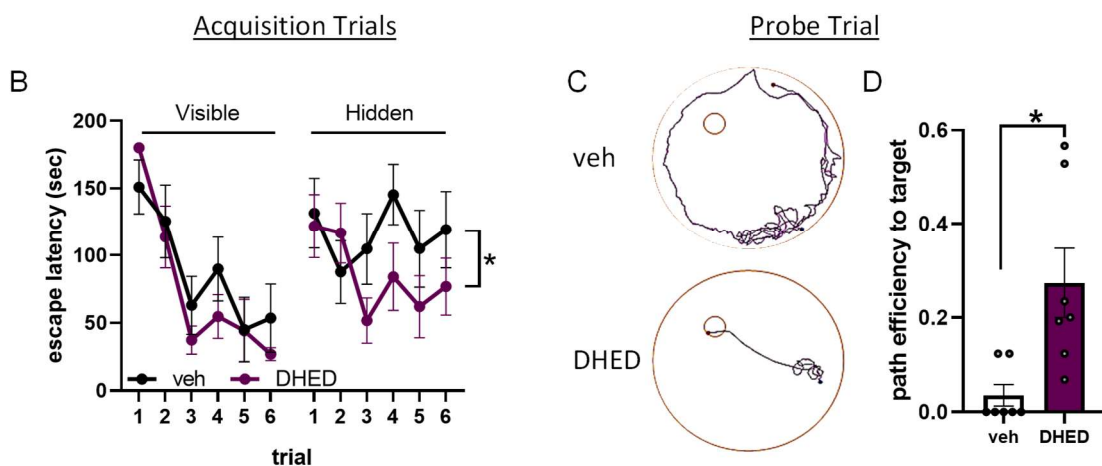 Acquisition Trials
Probe Trial
B
Visible
Hidden
200
150
100
50
0
escape latency (sec)
*
veh
DHED
1 2 3 4 5 6
1 2 3 4 5 6
trial
C
veh
DHED
D
*
0.6
0.4
0.2
0.0
path efficiency to target
veh
DHED